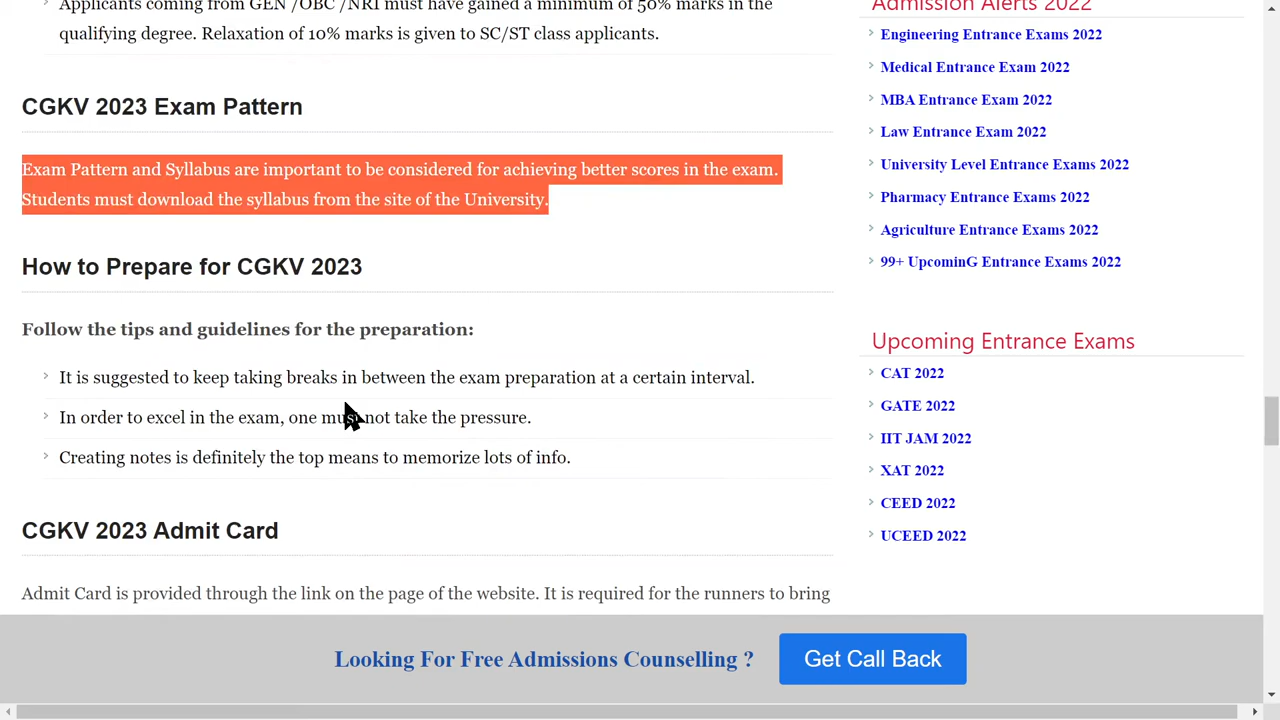 Applicants coming from GEN /OBC /NRI must have gained a minimum of 50% marks in the
qualifying degree. Relaxation of 10% marks is given to SC/ST class applicants.
CGKV 2023 Exam Pattern
Exam Pattern and Syllabus are important to be considered for achieving better scores in the exam.
Students must download the syllabus from the site of the University.
How to Prepare for CGKV 2023
Follow the tips and guidelines for the preparation:
It is suggested to keep taking breaks in between the exam preparation at a certain interval.
In order to excel in the exam, one must not take the pressure.
Creating notes is definitely the top means to memorize lots of info.
CGKV 2023 Admit Card
Admit Card is provided through the link on the page of the website. It is required for the runners to bring
Admission Alerts 2022
Engineering Entrance Exams 2022
Medical Entrance Exam 2022
MBA Entrance Exam 2022
Law Entrance Exam 2022
University Level Entrance Exams 2022
Pharmacy Entrance Exams 2022
Agriculture Entrance Exams 2022
99+ UpcominG Entrance Exams 2022
Upcoming Entrance Exams
CAT 2022
GATE 2022
IIT JAM 2022
XAT 2022
CEED 2022
UCEED 2022
Looking For Free Admissions Counselling ?
Get Call Back